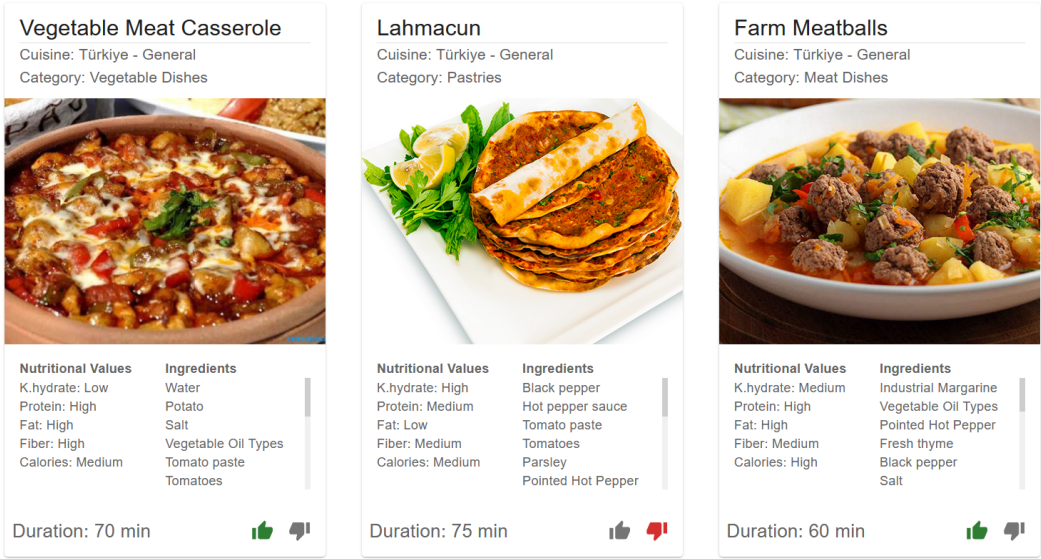 Vegetable Meat Casserole
Cuisine: Türkiye - General
Category: Vegetable Dishes
Nutritional Values
K.hydrate: Low
Protein: High
Fat: High
Fiber: High
Calories: Medium
Ingredients
Water
Potato
Salt
Vegetable Oil Types
Tomato paste
Tomatoes
Duration: 70 min
Lahmacun
Cuisine: Türkiye - General
Category: Pastries
Nutritional Values
K.hydrate: High
Protein: Medium
Fat: Low
Fiber: Medium
Calories: Medium
Ingredients
Black pepper
Hot pepper sauce
Tomato paste
Tomatoes
Parsley
Pointed Hot Pepper
Duration: 75 min
Farm Meatballs
Cuisine: Türkiye - General
Category: Meat Dishes
Nutritional Values
K.hydrate: Medium
Protein: High
Fat: High
Fiber: Medium
Calories: High
Ingredients
Industrial Margarine
Vegetable Oil Types
Pointed Hot Pepper
Fresh thyme
Black pepper
Salt
Duration: 60 min